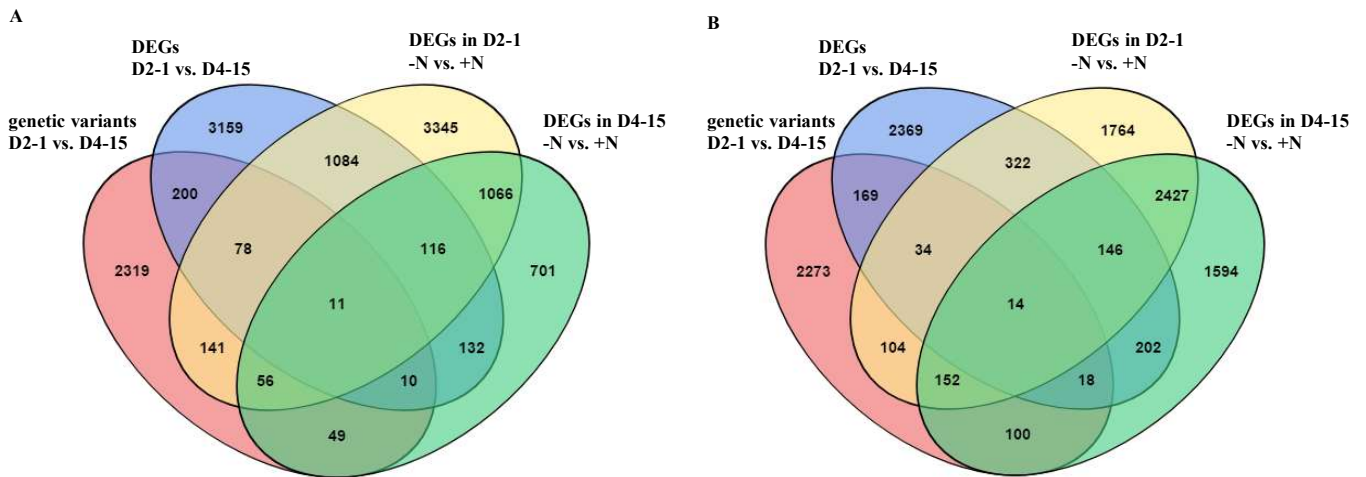 A
DEGs
D2-1 vs. D4-15
DEGs in D2-1
-N vs. +N
genetic variants
D2-1 vs. D4-15
DEGs in D4-15
-N vs. +N
3159
3345
1084
200
1066
78
116
2319
701
11
141
132
56
10
49
B
DEGs
D2-1 vs. D4-15
DEGs in D2-1
-N vs. +N
genetic variants
D2-1 vs. D4-15
DEGs in D4-15
-N vs. +N
2369
1764
322
169
2427
34
146
2273
1594
14
104
202
152
18
100